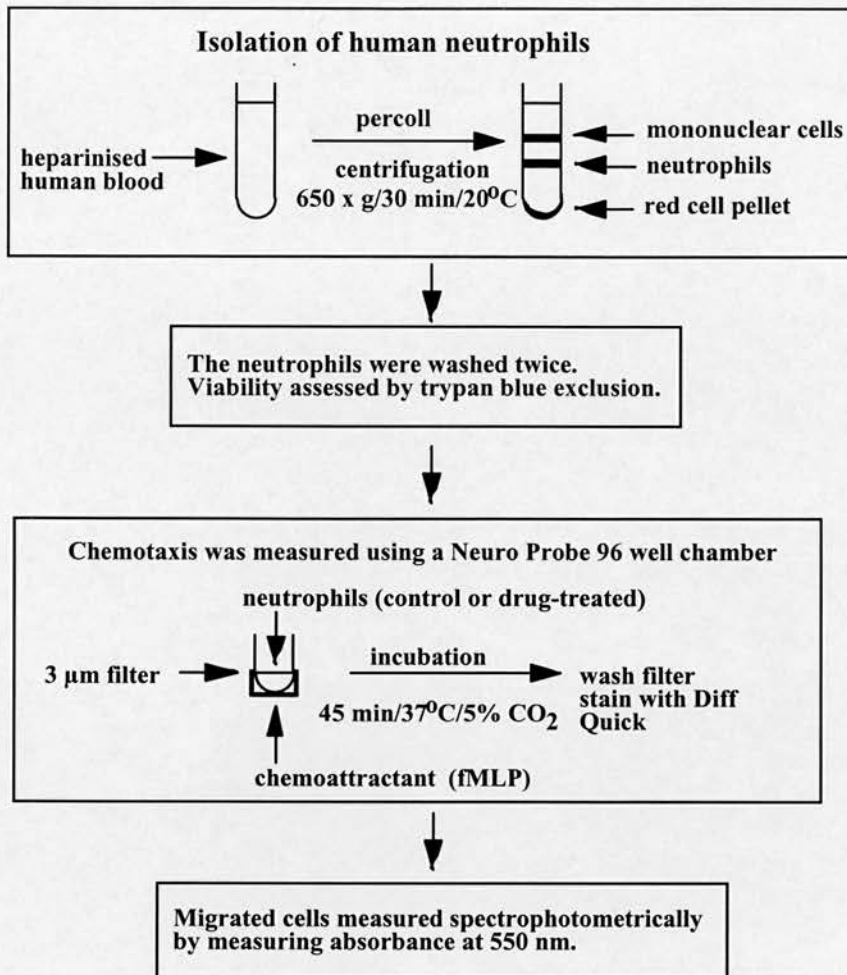 Isolation of human neutrophils
heparinised
human blood
percoll
centrifugation
650 x g/30 min/20⁰C
mononuclear cells
neutrophils
red cell pellet
The neutrophils were washed twice.
Viability assessed by trypan blue exclusion.
Chemotaxis was measured using a Neuro Probe 96 well chamber
neutrophils (control or drug-treated)
3 µm filter
incubation
45 min/37⁰C/5% CO₂
wash filter
stain with Diff
Quick
chemoattractant (fMLP)
Migrated cells measured spectrophotometrically
by measuring absorbance at 550 nm.